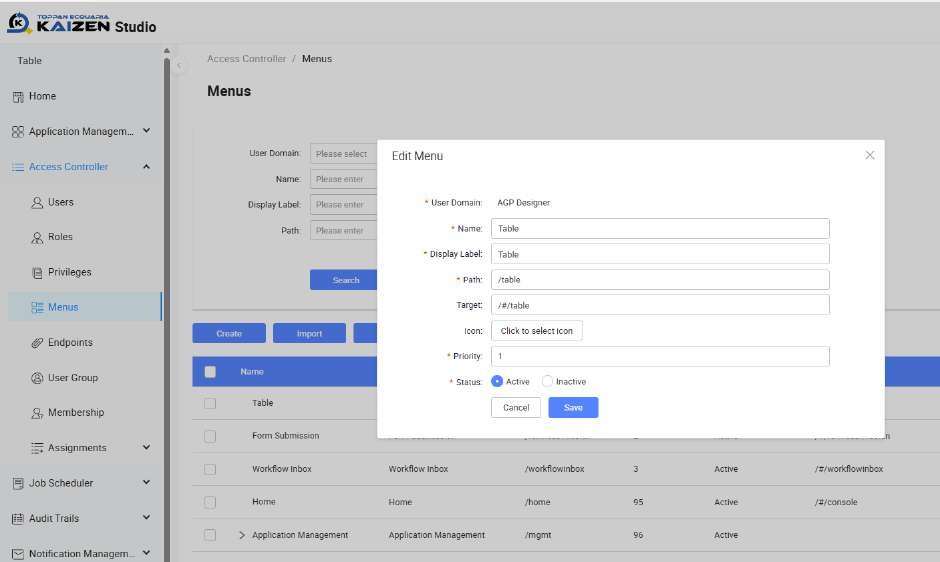 TOPPAN ECQUARIA
KAIZEN Studio
Table
Home
Application Managem...
Access Controller
Users
Roles
Privileges
Menus
Endpoints
User Group
Membership
Assignments
Job Scheduler
Audit Trails
Notification Managem...
Access Controller / Menus
Menus
User Domain: Please select
Name: Please enter
Display Label: Please enter
Path: Please enter
Search
Create Import
Name
Table
Form Submission
Workflow Inbox Workflow Inbox /workflowinbox 3 Active /#/workflowinbox
Home Home /home 95 Active /#/console
Application Management Application Management /mgmt 96 Active
Edit Menu
* User Domain: AGP Designer
* Name: Table
* Display Label: Table
* Path: /table
Target: /#/table
Icon: Click to select icon
* Priority: 1
* Status: Active Inactive
Cancel Save